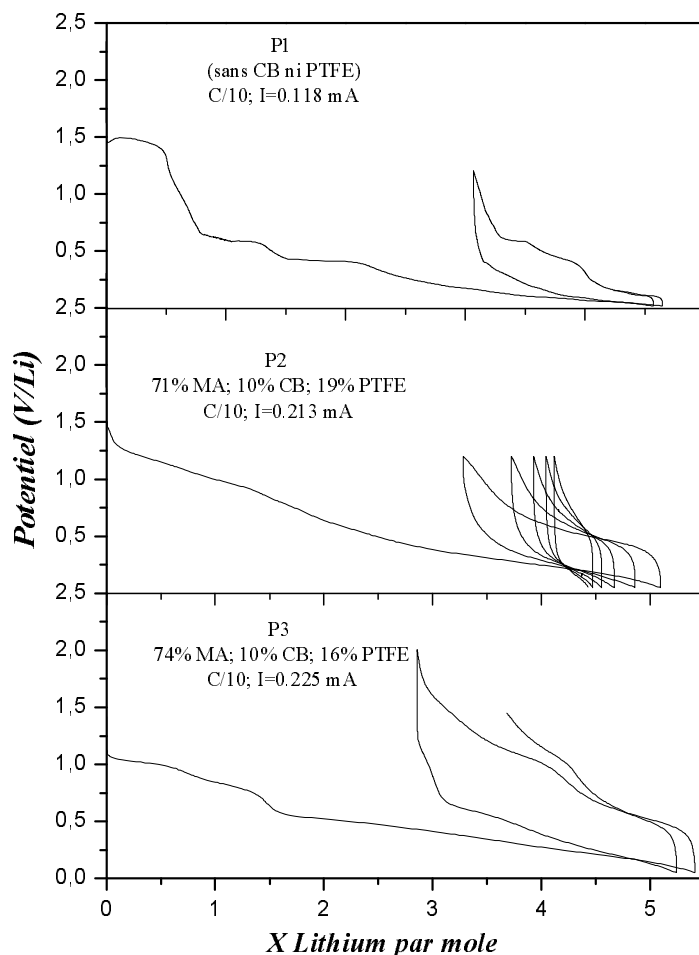 2,5
P1
(sans CB ni PTFE)
C/10; I=0.118 mA
2,0
1,5
1,0
0,5
2,5
P2
71% MA; 10% CB; 19% PTFE
C/10; I=0.213 mA
2,0
1,5
1,0
0,5
2,5
P3
74% MA; 10% CB; 16% PTFE
C/10; I=0.225 mA
2,0
1,5
1,0
0,5
0,0
Potentiel (V/Li)
0 1 2 3 4 5
X Lithium par mole